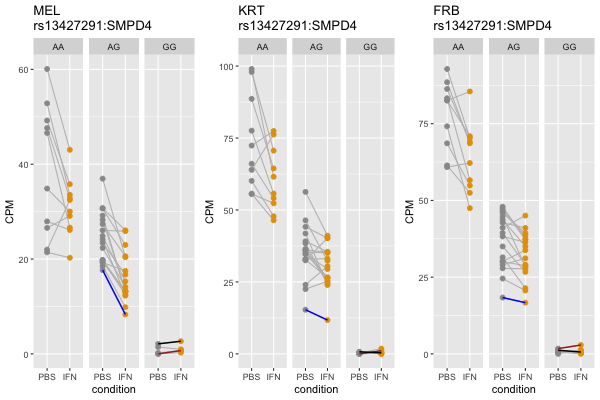 MEL
rs13427291:SMPD4
AA AG GG
60
40
20
0
CPM
PBS IFN PBS IFN PBS IFN
condition
KRT
rs13427291:SMPD4
AA AG GG
100
75
50
25
0
CPM
PBS IFN PBS IFN PBS IFN
condition
FRB
rs13427291:SMPD4
AA AG GG
75
50
25
0
CPM
PBS IFN PBS IFN PBS IFN
condition